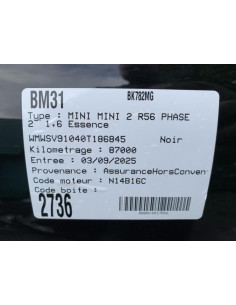 BM31 BK782MG
Type : MINI MINI 2 R56 PHASE
2 1.6 Essence
WMWSV91040T186845 Noir
Kilometrage : 87000
Entree : 03/09/2025
Provenance : AssuranceHorsConven
Code moteur : N14B16C
Code boite :
2736